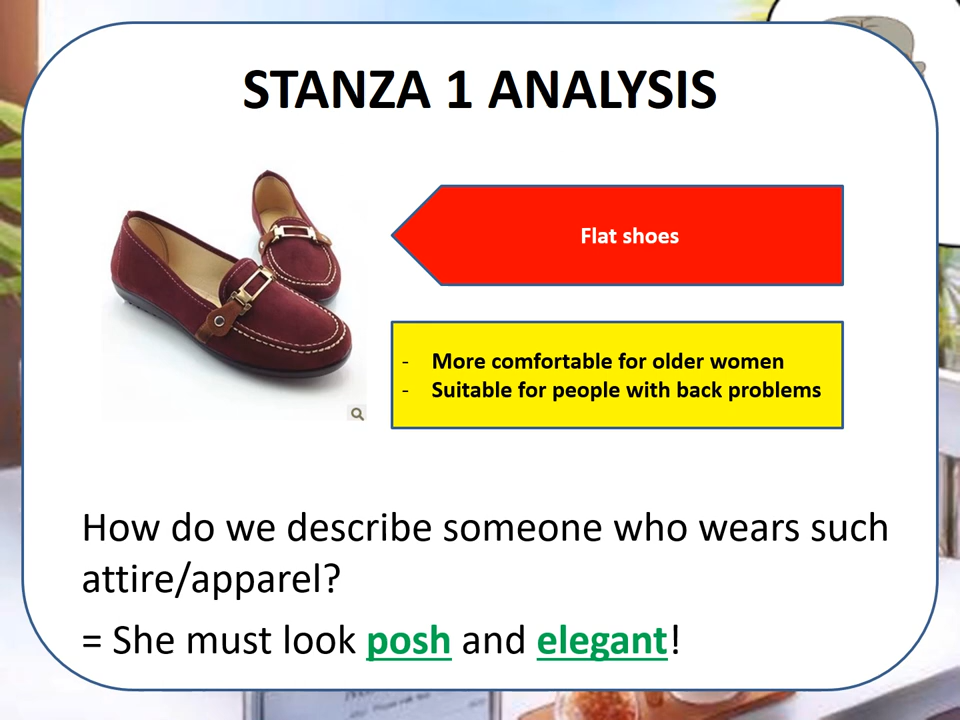 STANZA 1 ANALYSIS
Flat shoes
- More comfortable for older women
- Suitable for people with back problems
How do we describe someone who wears such
attire/apparel?
= She must look posh and elegant!